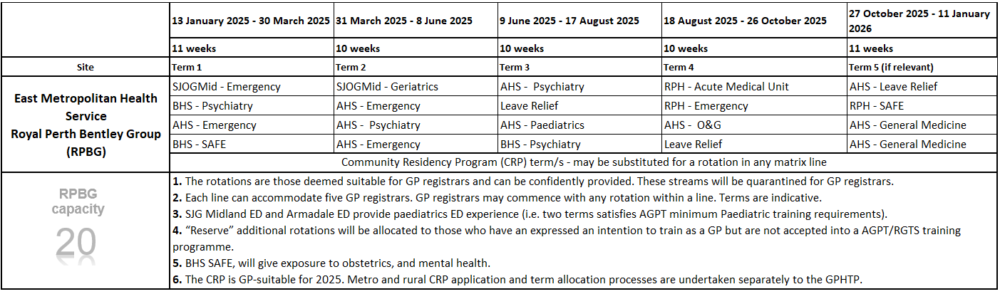 13 January 2025 - 30 March 2025 31 March 2025 - 8 June 2025 9 June 2025 - 17 August 2025 18 August 2025 - 26 October 2025 27 October 2025 - 11 January 2026
11 weeks 10 weeks 10 weeks 10 weeks 11 weeks
Site Term 1 Term 2 Term 3 Term 4 Term 5 (if relevant)
East Metropolitan Health
Service
Royal Perth Bentley Group
(RPBG)
SJOGMid - Emergency SJOGMid - Geriatrics AHS - Psychiatry RPH - Acute Medical Unit AHS - Leave Relief
BHS - Psychiatry AHS - Emergency Leave Relief RPH - Emergency RPH - SAFE
AHS - Emergency AHS - Psychiatry AHS - Paediatrics AHS - O&G AHS - General Medicine
BHS - SAFE AHS - Emergency BHS - Psychiatry Leave Relief AHS - General Medicine
Community Residency Program (CRP) term/s - may be substituted for a rotation in any matrix line
RPBG
capacity
20
1. The rotations are those deemed suitable for GP registrars and can be confidently provided. These streams will be quarantined for GP registrars.
2. Each line can accommodate five GP registrars. GP registrars may commence with any rotation within a line. Terms are indicative.
3. SJG Midland ED and Armadale ED provide paediatrics ED experience (i.e. two terms satisfies AGPT minimum Paediatric training requirements).
4. “Reserve” additional rotations will be allocated to those who have an expressed an intention to train as a GP but are not accepted into a AGPT/RGTS training
programme.
5. BHS SAFE, will give exposure to obstetrics, and mental health.
6. The CRP is GP-suitable for 2025. Metro and rural CRP application and term allocation processes are undertaken separately to the GPHTP.